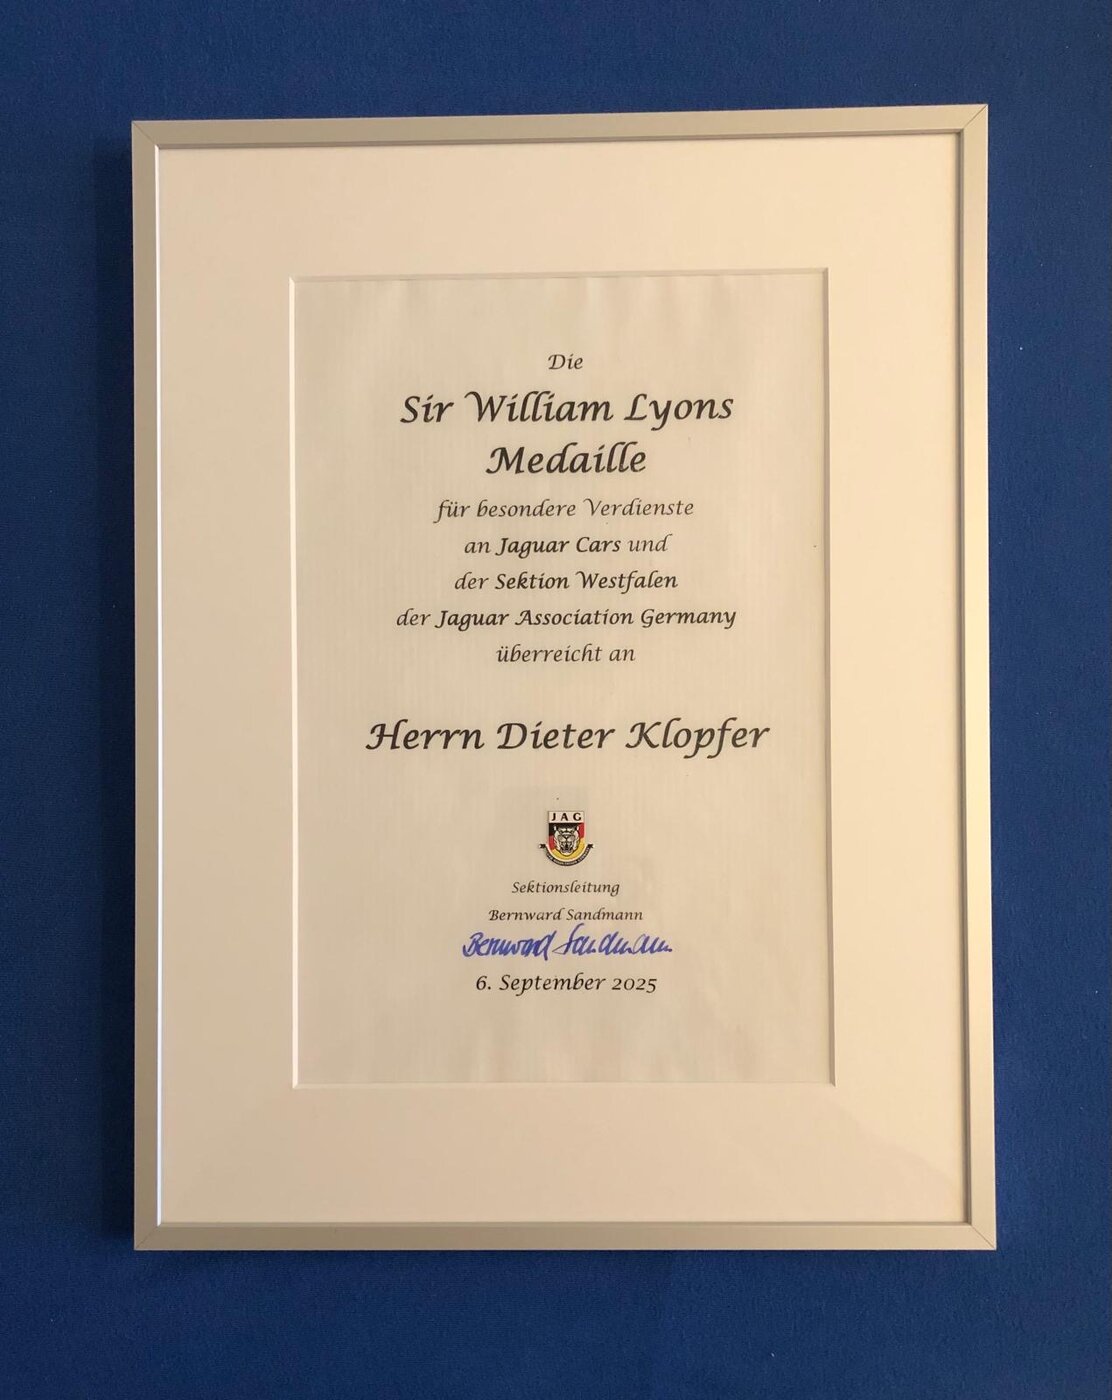 Die
Sir William Lyons
Medaille
für besondere Verdienste
an Jaguar Cars und
der Sektion Westfalen
der Jaguar Association Germany
überreicht an
Herrn Dieter Klopfer
JAG
Sektionsleitung
Bernward Sandmann
Bernward Sandmann
6. September 2025